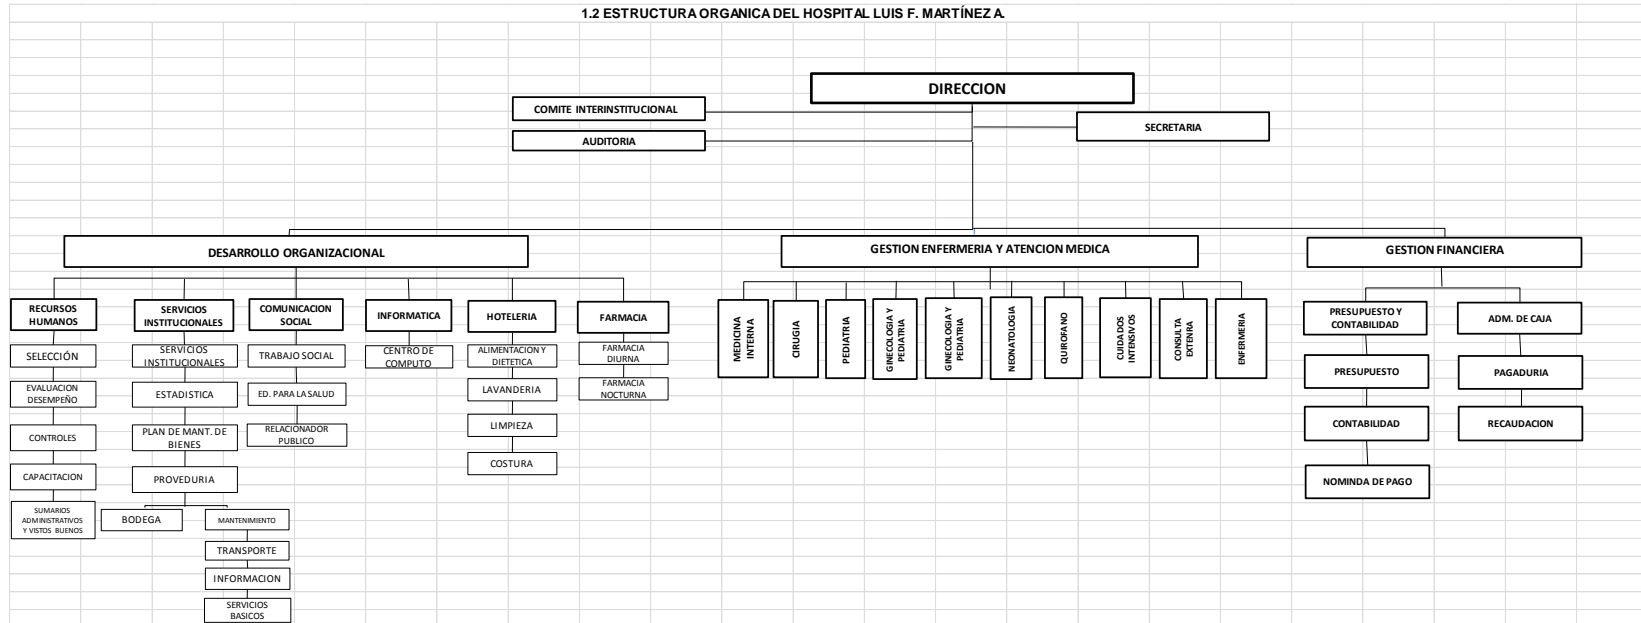 1.2 ESTRUCTURA ORGANICA DEL HOSPITAL LUIS F. MARTÍNEZ A.
DIRECCION
COMITE INTERINSTITUCIONAL
SECRETARIA
AUDITORIA
DESARROLLO ORGANIZACIONAL
GESTION ENFERMERIA Y ATENCION MEDICA
GESTION FINANCIERA
RECURSOS
HUMANOS
SELECCIÓN
EVALUACION
DESEMPEÑO
CONTROLES
CAPACITACION
SUMARIOS
ADMINISTRATIVOS
Y VISTOS BUENOS
SERVICIOS
INSTITUCIONALES
SERVICIOS
INSTITUCIONALES
ESTADISTICA
PLAN DE MANT. DE
BIENES
PROVEDURIA
BODEGA
MANTENIMIENTO
TRANSPORTE
INFORMACION
SERVICIOS
BASICOS
COMUNICACION
SOCIAL
TRABAJO SOCIAL
ED. PARA LA SALUD
RELACIONADOR
PUBLICO
INFORMATICA
CENTRO DE
COMPUTO
HOTELERIA
ALIMENTACION Y
DIETETICA
LAVANDERIA
LIMPIEZA
COSTURA
FARMACIA
FARMACIA
DIURNA
FARMACIA
NOCTURNA
MEDICINA
INTERNA
CIRUGIA
PEDIATRIA
GINECOLOGIA Y
PEDIATRIA
GINECOLOGIA Y
PEDIATRIA
NEONATOLOGIA
QUIROFANO
CUIDADOS
INTENSIVOS
CONSULTA
EXTENRA
ENFERMERIA
PRESUPUESTO Y
CONTABILIDAD
PRESUPUESTO
CONTABILIDAD
NOMINDA DE PAGO
ADM. DE CAJA
PAGADURIA
RECAUDACION